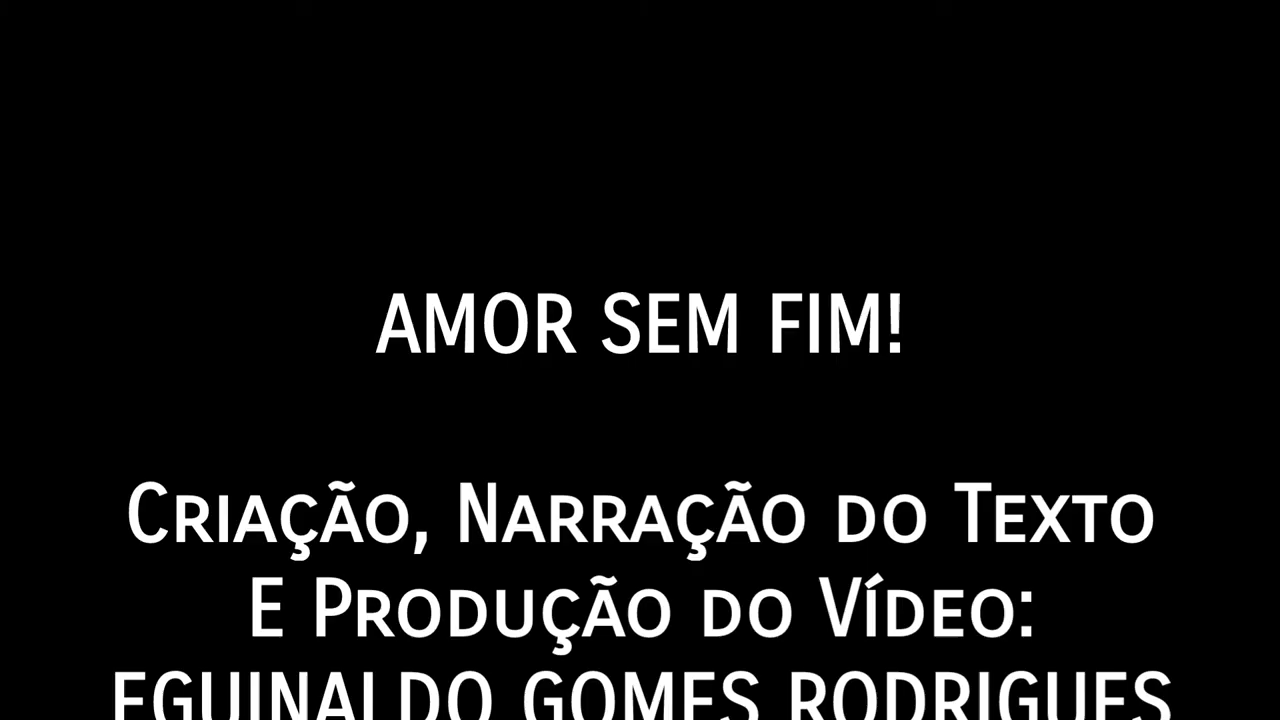 AMOR SEM FIM!
Criação, Narração do Texto
E Produção do Vídeo:
EGUINALDO GOMES RODRIGUES